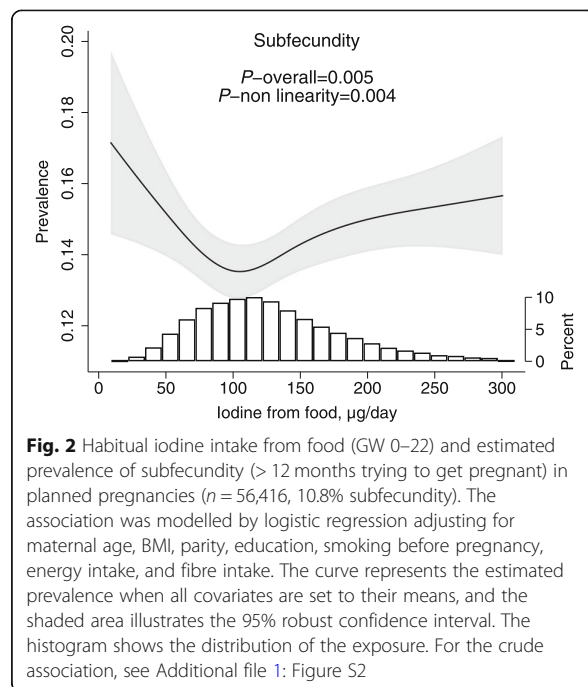 Subfecundity
P–overall=0.005
P–non linearity=0.004
Prevalence
0.20
0.18
0.16
0.14
0.12
10
5
0
Percent
0 50 100 150 200 250 300
Iodine from food, μg/day
Fig. 2 Habitual iodine intake from food (GW 0–22) and estimated
prevalence of subfecundity (> 12 months trying to get pregnant) in
planned pregnancies (n = 56,416, 10.8% subfecundity). The
association was modelled by logistic regression adjusting for
maternal age, BMI, parity, education, smoking before pregnancy,
energy intake, and fibre intake. The curve represents the estimated
prevalence when all covariates are set to their means, and the
shaded area illustrates the 95% robust confidence interval. The
histogram shows the distribution of the exposure. For the crude
association, see Additional file 1: Figure S2